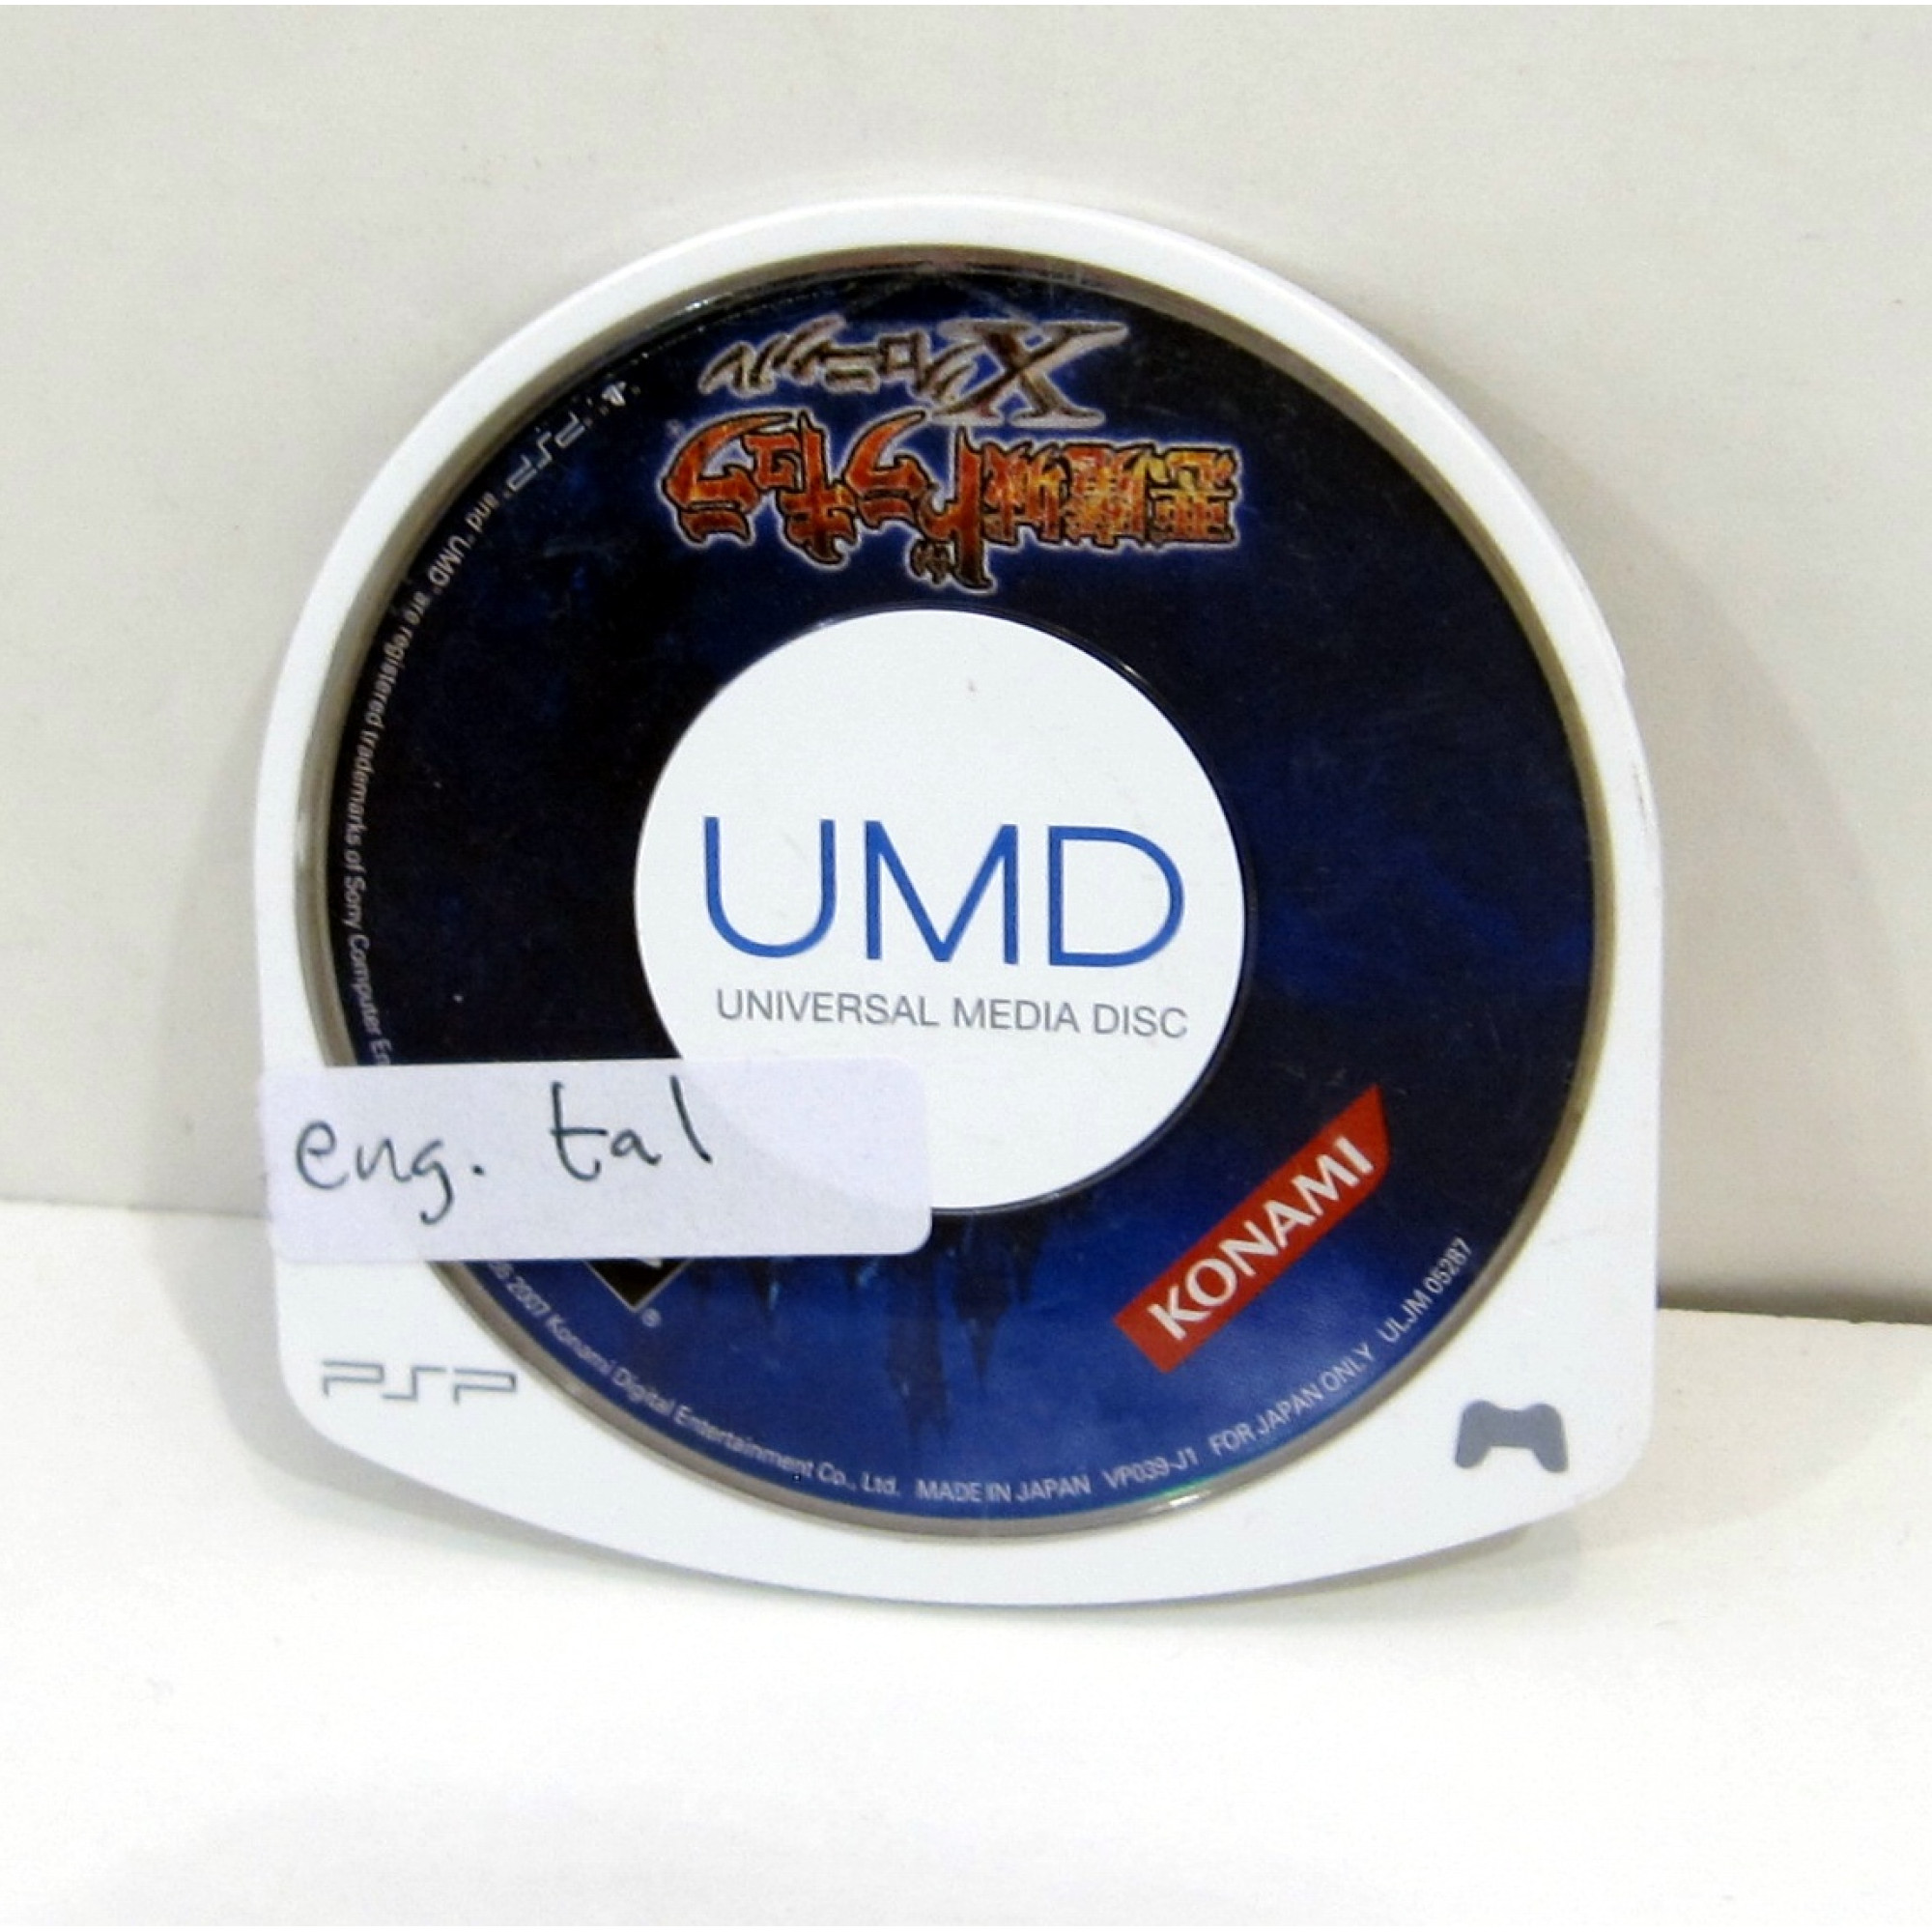 Xクロニクル
悪魔城ドラキュラ
PSP" and "UMD" are registered trademarks of Sony Computer En
UMD
UNIVERSAL MEDIA DISC
eng. tal
KONAMI
2007 Konami Digital Entertainment Co., Ltd. MADE IN JAPAN VP039-J1 FOR JAPAN ONLY ULJM 05287
PSP